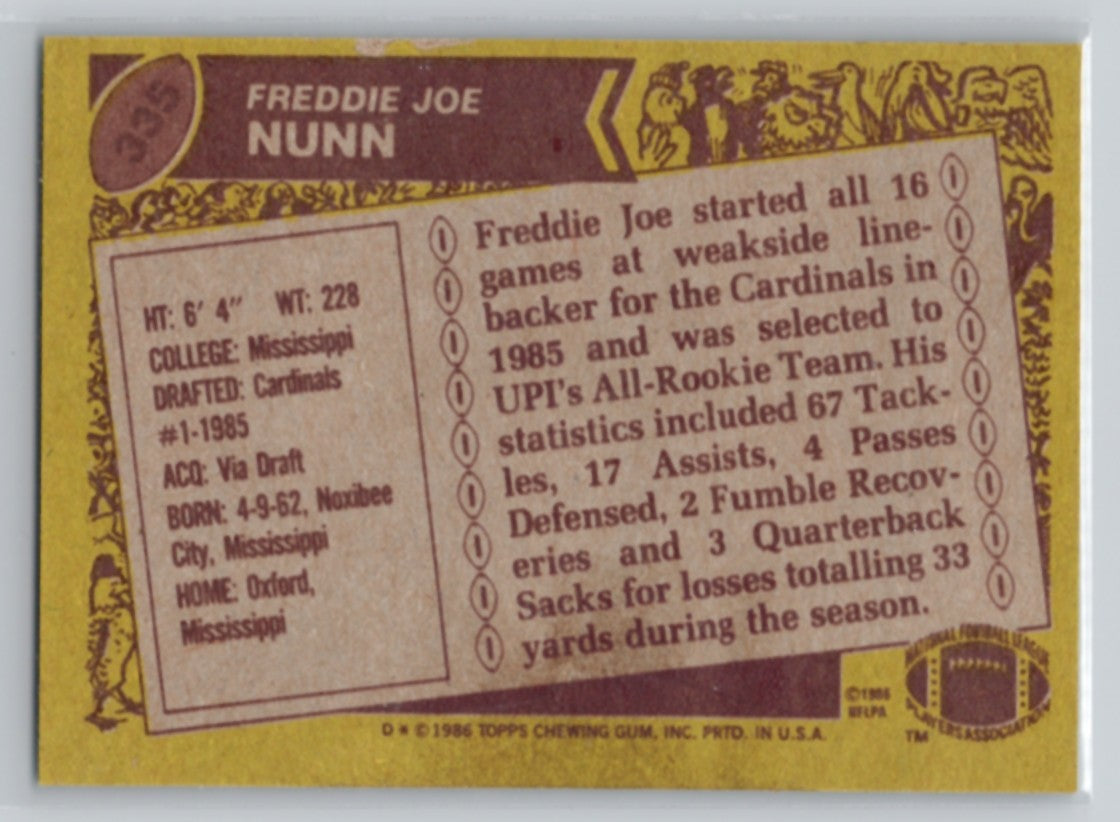 335
FREDDIE JOE
NUNN
HT: 6' 4" WT: 228
COLLEGE: Mississippi
DRAFTED: Cardinals
#1-1985
ACQ: Via Draft
BORN: 4-9-62, Noxibee
City, Mississippi
HOME: Oxford,
Mississippi
Freddie Joe started all 16
games at weakside line-
backer for the Cardinals in
1985 and was selected to
UPI's All-Rookie Team. His
statistics included 67 Tack-
les, 17 Assists, 4 Passes
Defensed, 2 Fumble Recov-
eries and 3 Quarterback
Sacks for losses totalling 33
yards during the season.
©1986
NFLPA
NATIONAL FOOTBALL LEAGUE
PLAYERS ASSOCIATION
TM
D * © 1986 TOPPS CHEWING GUM, INC. PRTD. IN U.S.A.